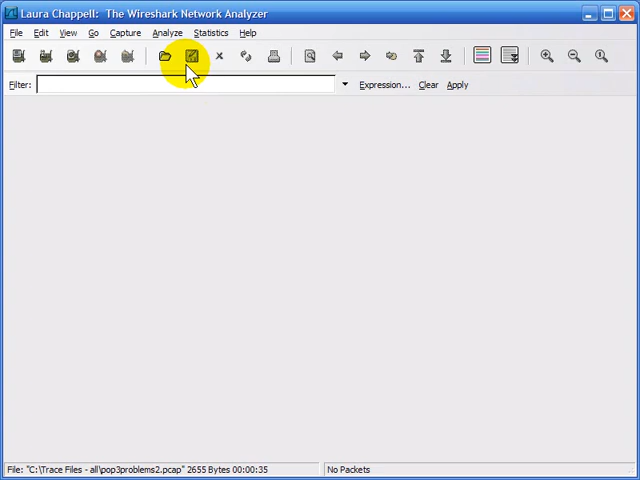 Laura Chappell: The Wireshark Network Analyzer
File Edit View Go Capture Analyze Statistics Help
Filter: Expression... Clear Apply
File: "C:\Trace Files - all\pop3problems2.pcap" 2655 Bytes 00:00:35 No Packets